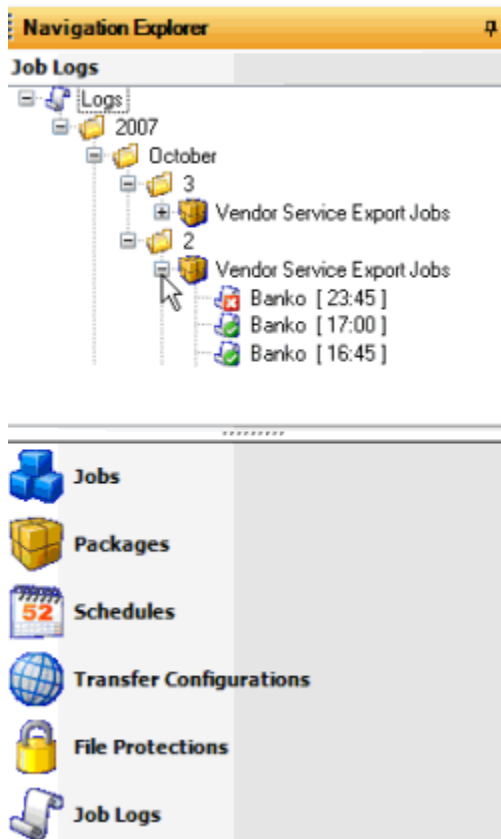 Navigation Explorer
Job Logs
Logs
2007
October
3
Vendor Service Export Jobs
2
Vendor Service Export Jobs
Banko [ 23:45 ]
Banko [ 17:00 ]
Banko [ 16:45 ]
Jobs
Packages
52
Schedules
Transfer Configurations
File Protections
Job Logs